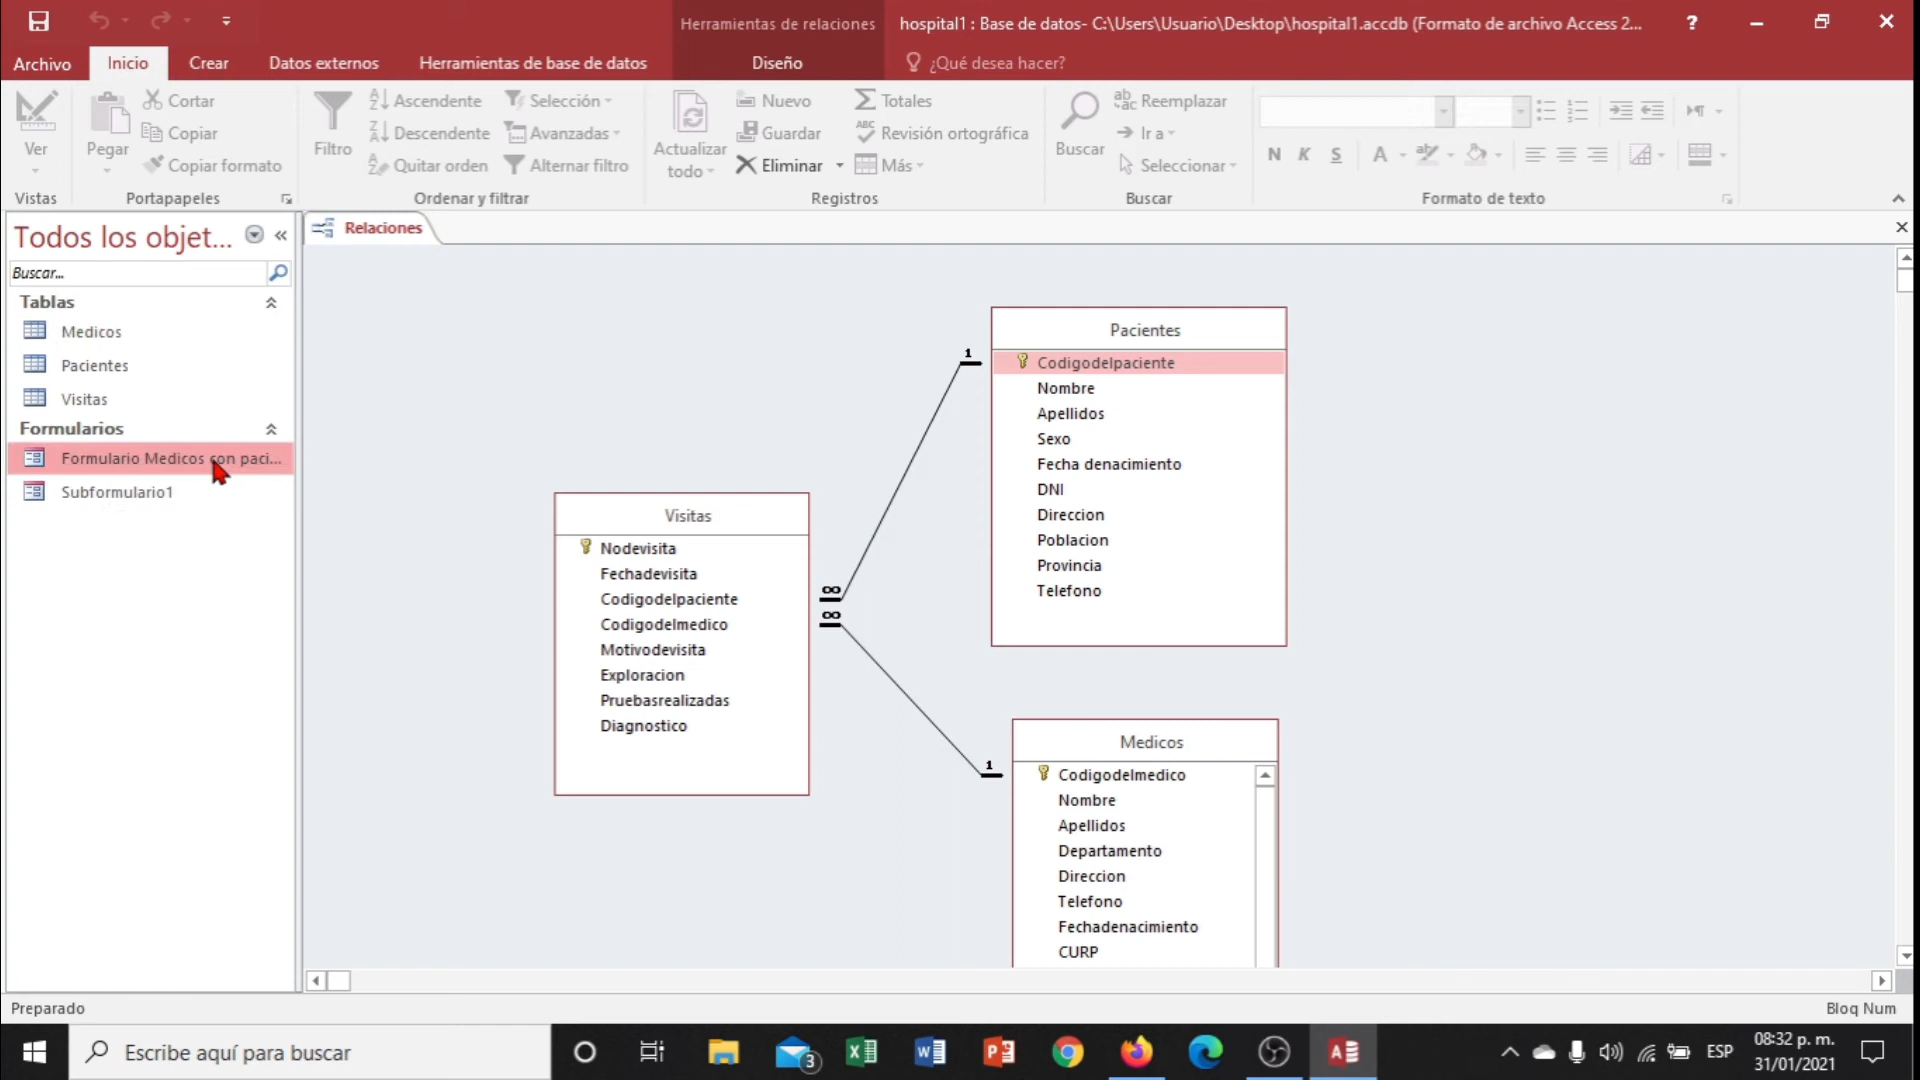 Herramientas de relaciones
hospital1 : Base de datos- C:\Users\Usuario\Desktop\hospital1.accdb (Formato de archivo Access 2...
?
Archivo
Inicio
Crear
Datos externos
Herramientas de base de datos
Diseño
¿Qué desea hacer?
Ver
Pegar
Cortar
Copiar
Copiar formato
Filtro
Ascendente
Descendente
Quitar orden
Selección
Avanzadas
Alternar filtro
Actualizar
todo
Nuevo
Guardar
Eliminar
Totales
Revisión ortográfica
Más
Buscar
Reemplazar
Ir a
Seleccionar
N K S A
Vistas
Portapapeles
Ordenar y filtrar
Registros
Buscar
Formato de texto
Todos los objet...
Buscar...
Tablas
Medicos
Pacientes
Visitas
Formularios
Formulario Medicos con paci...
Subformulario1
Relaciones
Pacientes
Codigodelpaciente
Nombre
Apellidos
Sexo
Fecha denacimiento
DNI
Direccion
Poblacion
Provincia
Telefono
1
∞
∞
1
Visitas
Nodevisita
Fechadevisita
Codigodelpaciente
Codigodelmedico
Motivodevisita
Exploracion
Pruebasrealizadas
Diagnostico
Medicos
Codigodelmedico
Nombre
Apellidos
Departamento
Direccion
Telefono
Fechadenacimiento
CURP
Preparado
Bloq Num
Escribe aquí para buscar
3
ESP
08:32 p. m.
31/01/2021